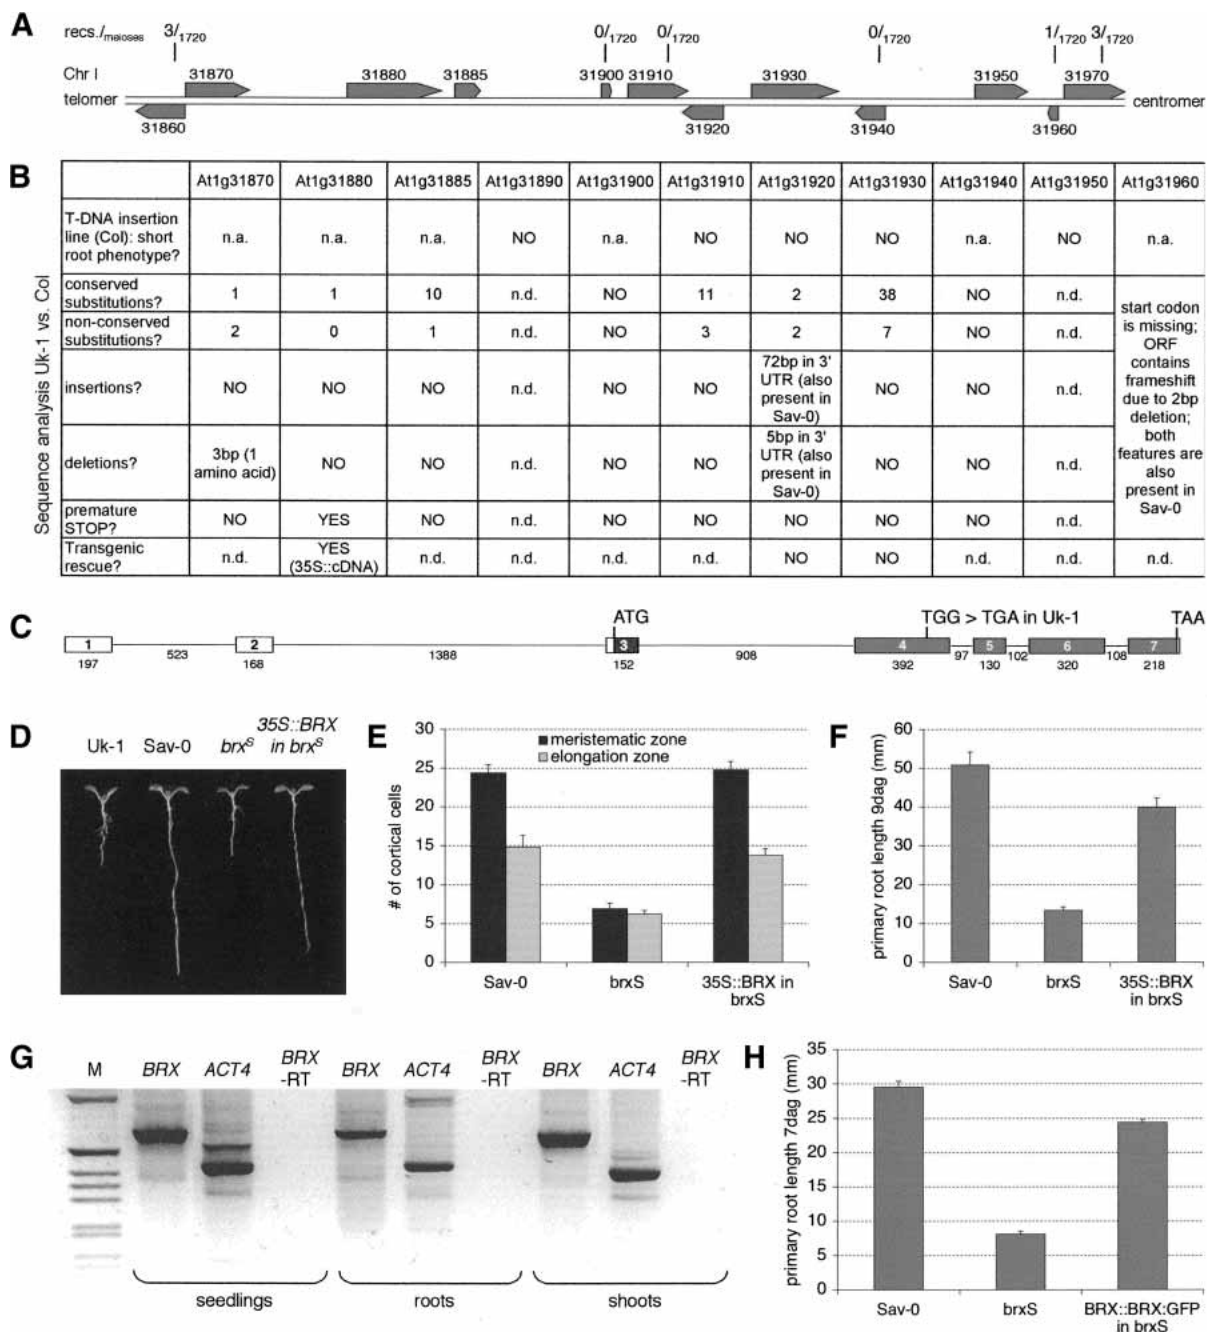 A
recs./meioses 3/1720 0/1720 0/1720 0/1720 1/1720 3/1720
Chr I 31870 31880 31885 31900 31910 31930 31950 31970
telomer centromer
31860 31920 31940 31960
B
Sequence analysis Uk-1 vs. Col
At1g31870 At1g31880 At1g31885 At1g31890 At1g31900 At1g31910 At1g31920 At1g31930 At1g31940 At1g31950 At1g31960
T-DNA insertion line (Col): short root phenotype? n.a. n.a. n.a. NO n.a. NO NO NO n.a. NO n.a.
conserved substitutions? 1 1 10 n.d. NO 11 2 38 NO n.d.
start codon is missing; ORF contains frameshift due to 2bp deletion; both features are also present in Sav-0
non-conserved substitutions? 2 0 1 n.d. NO 3 2 7 NO n.d.
insertions? NO NO NO n.d. NO NO 72bp in 3' UTR (also present in Sav-0) NO NO n.d.
deletions? 3bp (1 amino acid) NO NO n.d. NO NO 5bp in 3' UTR (also present in Sav-0) NO NO n.d.
premature STOP? NO YES NO n.d. NO NO NO NO NO n.d.
Transgenic rescue? n.d. YES (35S::cDNA) n.d. n.d. n.d. n.d. NO NO n.d. n.d. n.d.
C
ATG TGG > TGA in Uk-1 TAA
1 2 3 4 5 6 7
197 523 168 1388 152 908 392 97 130 102 320 108 218
D
Uk-1 Sav-0 brxS 35S::BRX in brxS
E
# of cortical cells
30
25
20
15
10
5
0
meristematic zone
elongation zone
Sav-0 brxS 35S::BRX in brxS
F
primary root length 9dag (mm)
60
50
40
30
20
10
0
Sav-0 brxS 35S::BRX in brxS
G
M BRX ACT4 BRX -RT BRX ACT4 BRX -RT BRX ACT4 BRX -RT
seedlings roots shoots
H
primary root length 7dag (mm)
35
30
25
20
15
10
5
0
Sav-0 brxS BRX::BRX:GFP in brxS